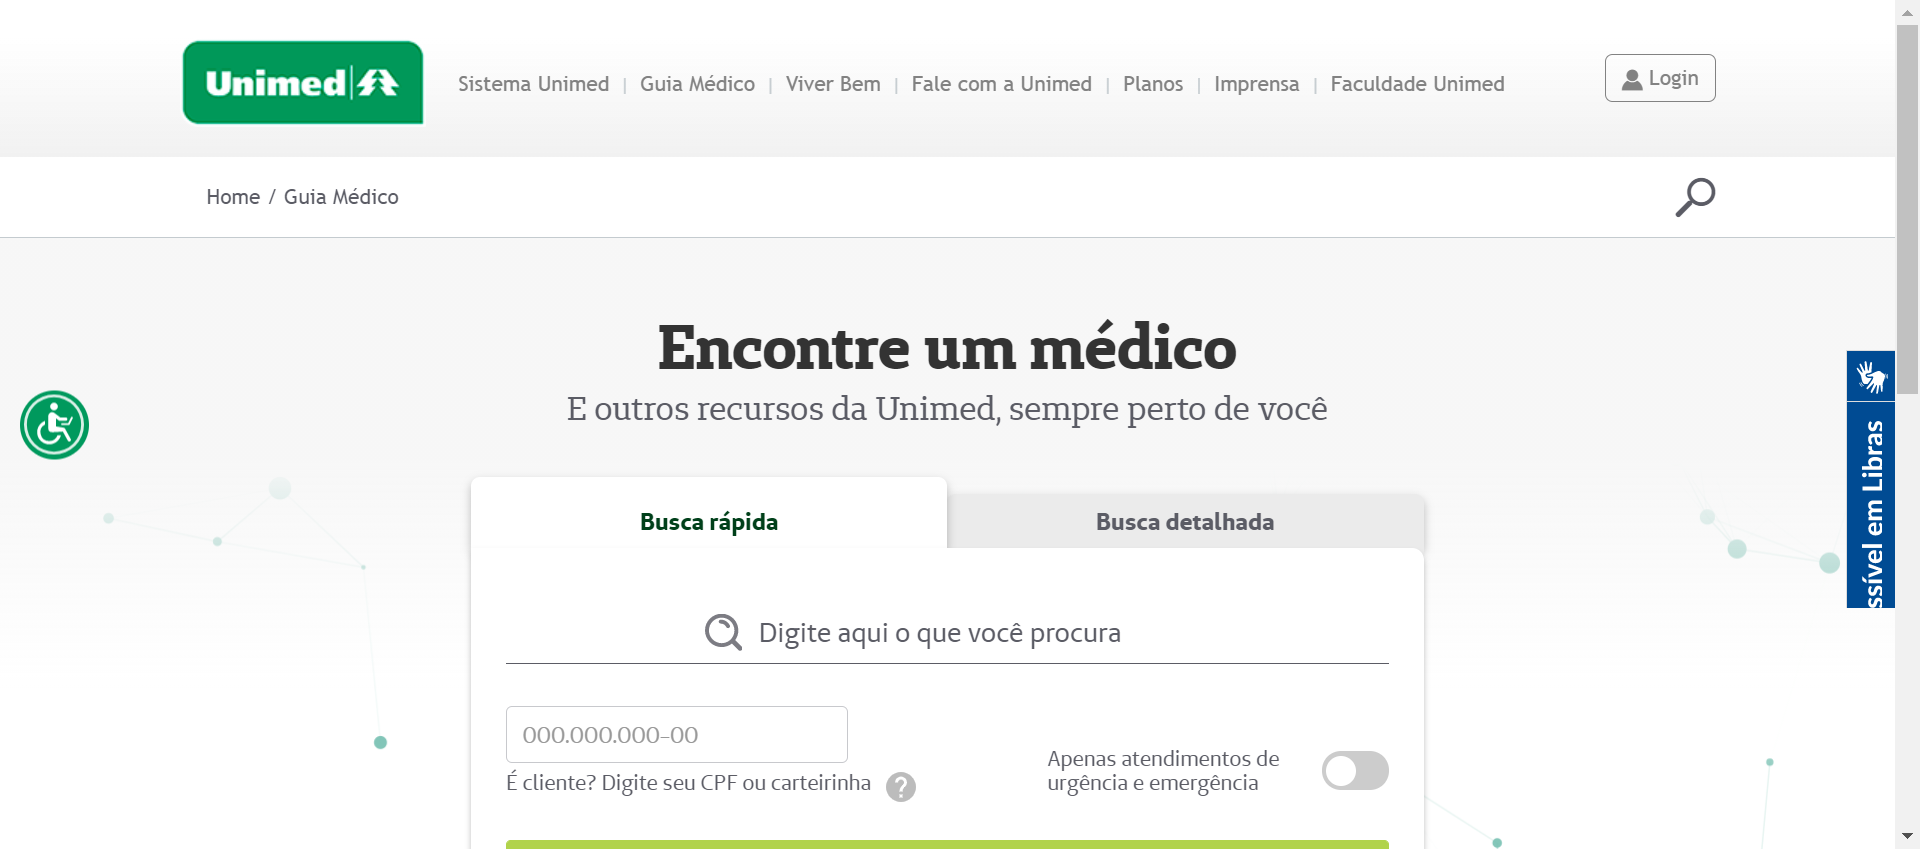 Unimed
Sistema Unimed | Guia Médico | Viver Bem | Fale com a Unimed | Planos | Imprensa | Faculdade Unimed
Login
Home / Guia Médico
Encontre um médico
E outros recursos da Unimed, sempre perto de você
Busca rápida
Busca detalhada
Digite aqui o que você procura
000.000.000-00
É cliente? Digite seu CPF ou carteirinha ?
Apenas atendimentos de
urgência e emergência
em Libras